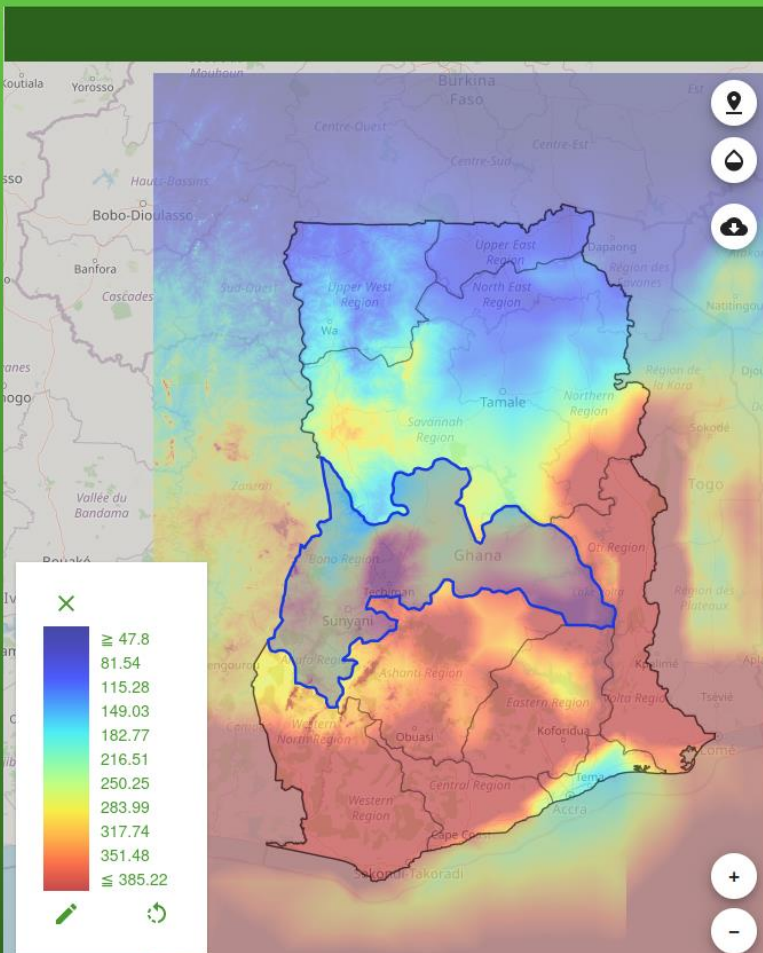 Koutiala
Yorosso
Mouhoun
Burkina
Faso
Est
Centre-Ouest
Centre-Est
Centre-Sud
Hauts-Bassins
Bobo-Dioulasso
Upper East
Region
Dapaong
Banfora
Cascades
Sud-Ouest
Upper West
Region
North East
Region
Région des
Savanes
Natitingou
Wa
Région de
la Kara
Tamale
Northern
Region
Savannah
Region
Sokodé
Zanzan
Togo
Vallée du
Bandama
Bono Region
Ghana
Oti Region
Bouaké
Techiman
Lake Volta
Région des
Plateaux
Sunyani
Ahafo Region
Ashanti Region
Kpalimé
Eastern Region
Volta Region
Tsévié
Western
North Region
Obuasi
Koforidua
Lomé
Central Region
Tema
Western
Region
Accra
Cape Coast
Sekondi-Takoradi
≧ 47.8
81.54
115.28
149.03
182.77
216.51
250.25
283.99
317.74
351.48
≦ 385.22
+
−